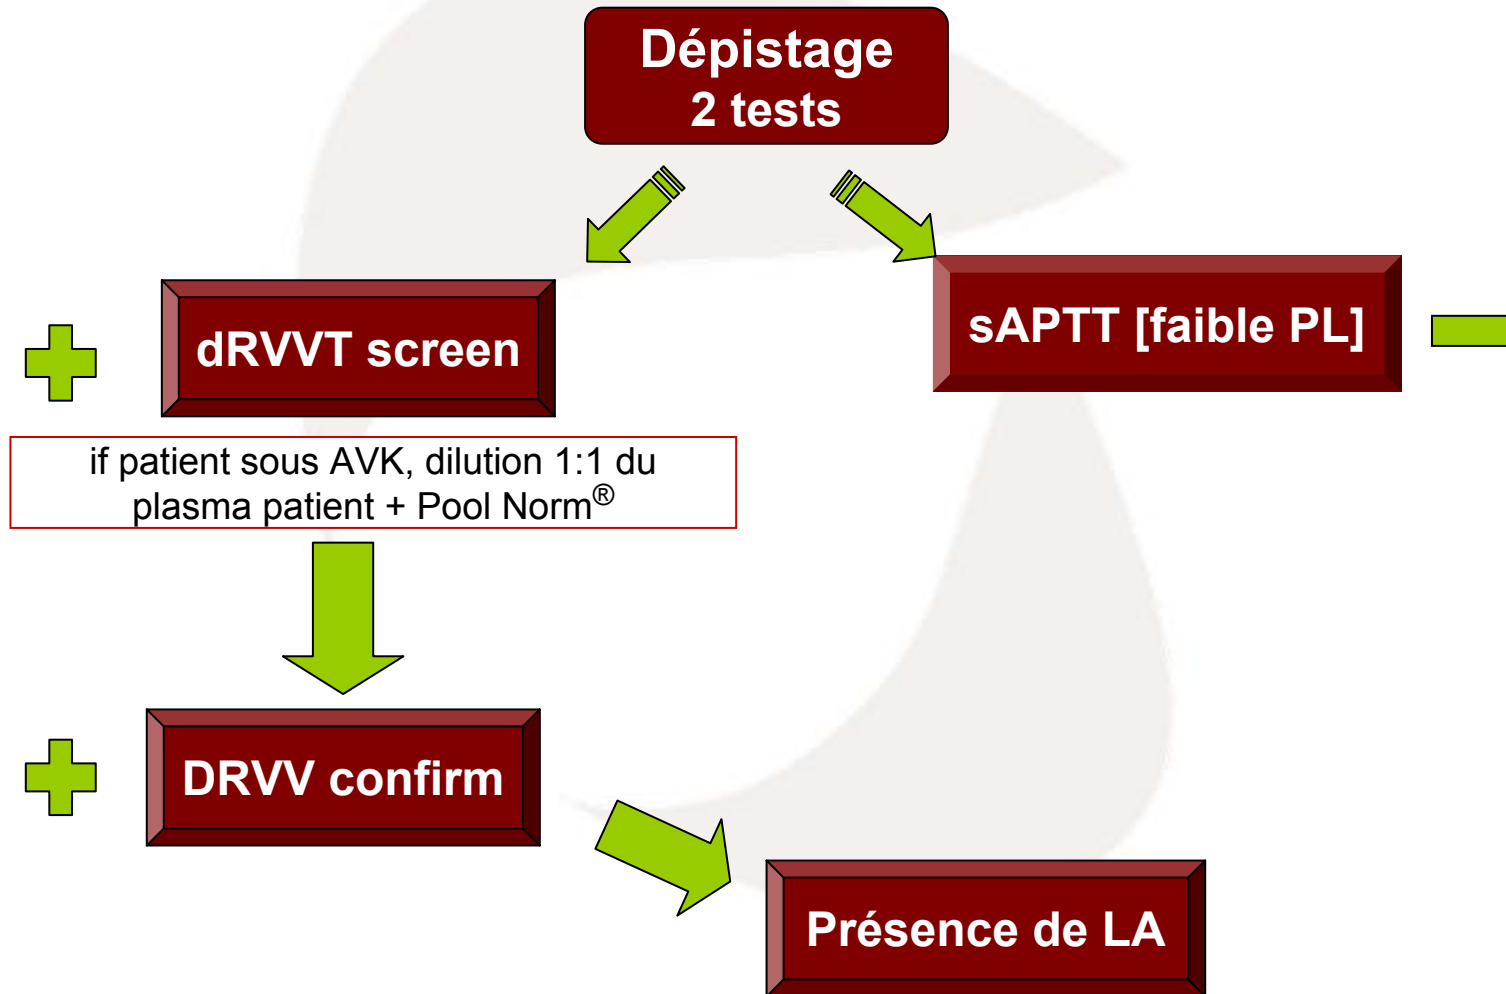 Dépistage
2 tests
dRVVT screen
sAPTT [faible PL]
if patient sous AVK, dilution 1:1 du
plasma patient + Pool Norm®
DRVV confirm
Présence de LA